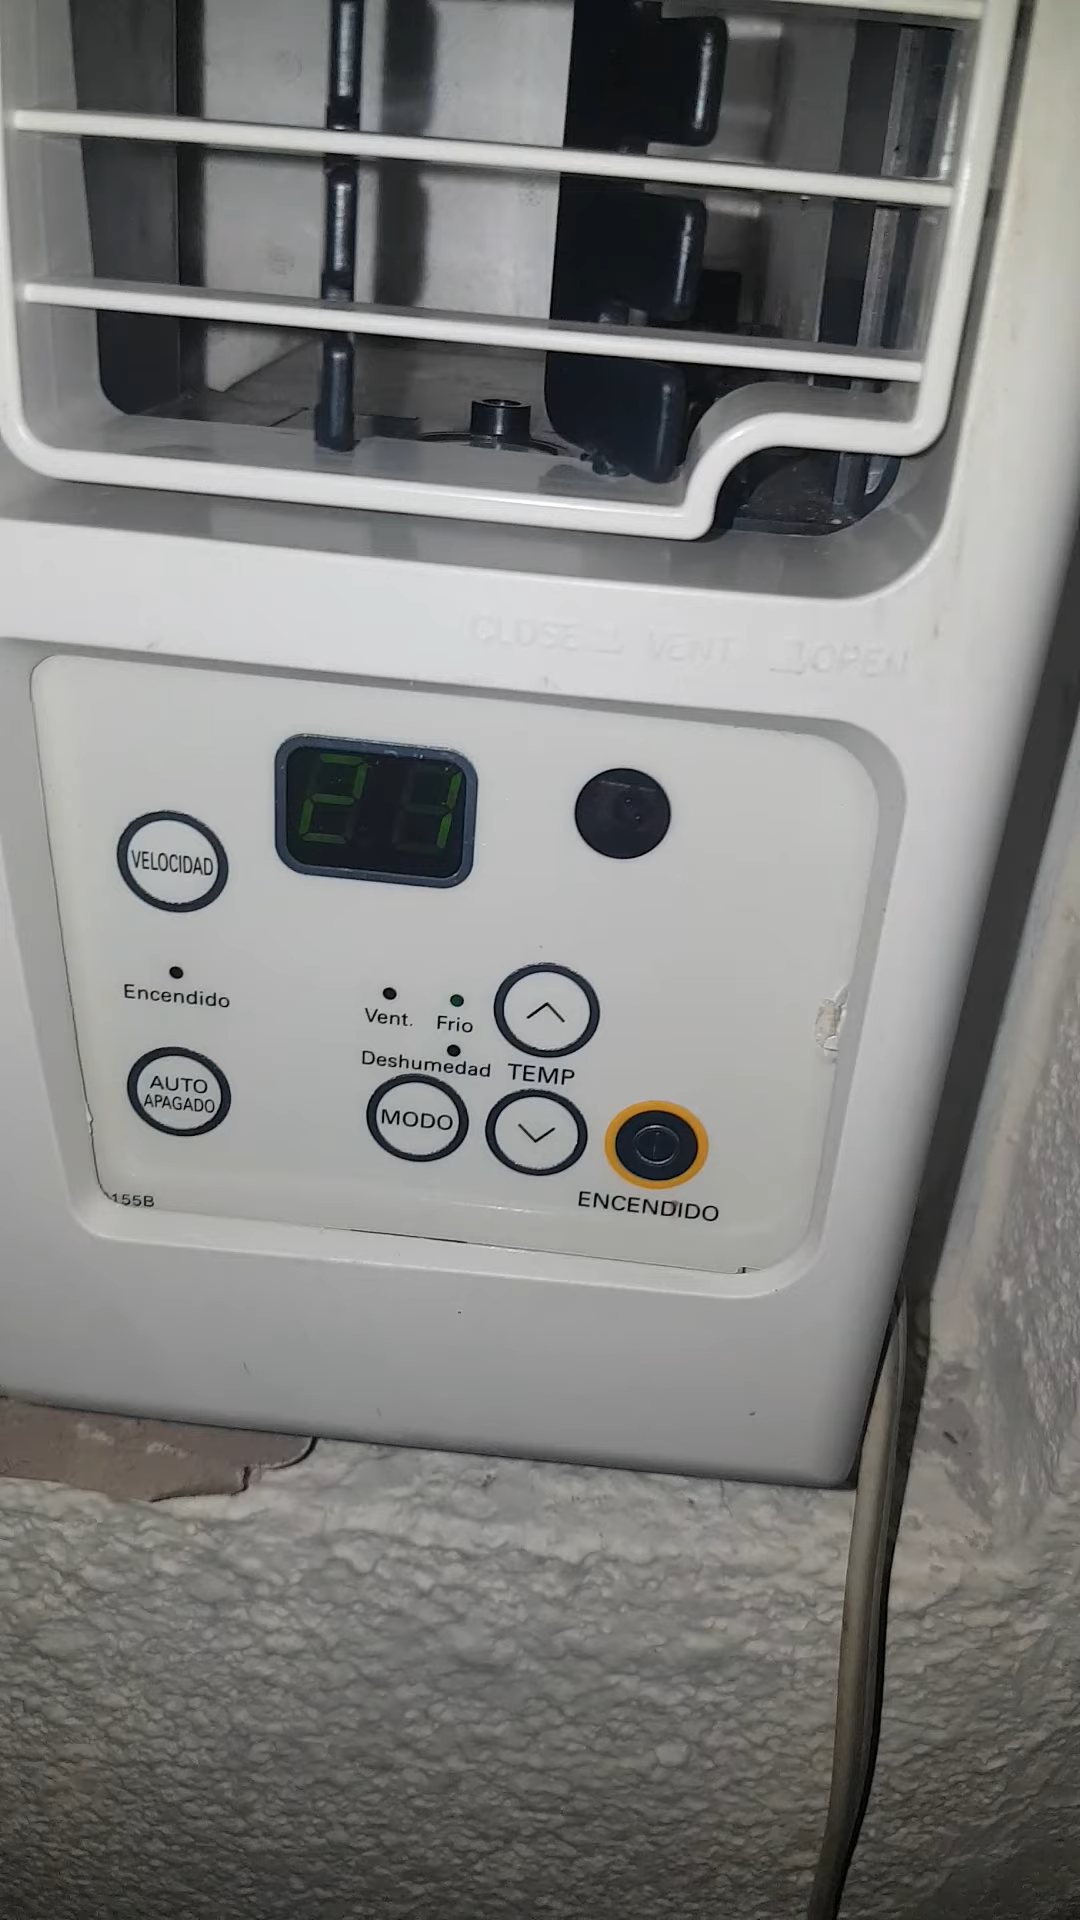 CLOSE VENT OPEN
21
VELOCIDAD
Encendido
Vent. Frio
Deshumedad
TEMP
AUTO
APAGADO
MODO
ENCENDIDO
155B